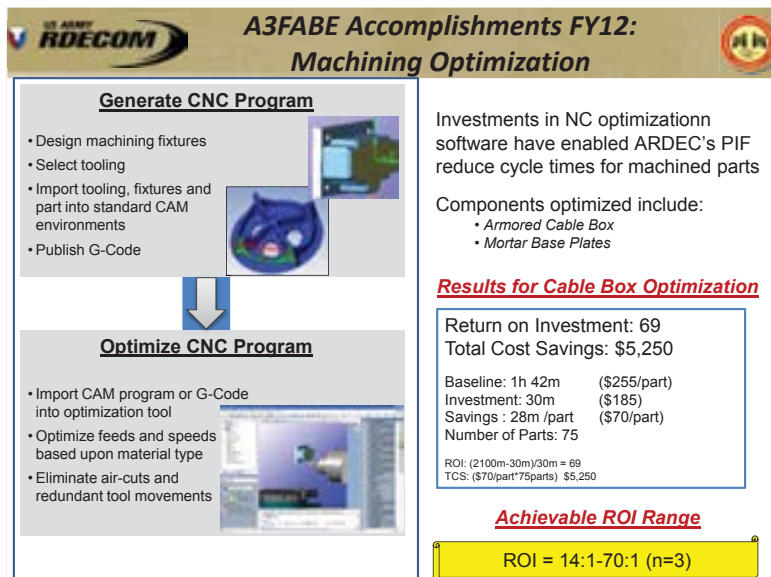 US ARMY
RDECOM
A3FABE Accomplishments FY12:
Machining Optimization
Generate CNC Program
• Design machining fixtures
• Select tooling
• Import tooling, fixtures and
part into standard CAM
environments
• Publish G-Code
Optimize CNC Program
• Import CAM program or G-Code
into optimization tool
• Optimize feeds and speeds
based upon material type
• Eliminate air-cuts and
redundant tool movements
Investments in NC optimizationn
software have enabled ARDEC's PIF
reduce cycle times for machined parts
Components optimized include:
• Armored Cable Box
• Mortar Base Plates
Results for Cable Box Optimization
Return on Investment: 69
Total Cost Savings: $5,250
Baseline: 1h 42m ($255/part)
Investment: 30m ($185)
Savings : 28m /part ($70/part)
Number of Parts: 75
ROI: (2100m-30m)/30m = 69
TCS: ($70/part*75parts) $5,250
Achievable ROI Range
ROI = 14:1-70:1 (n=3)